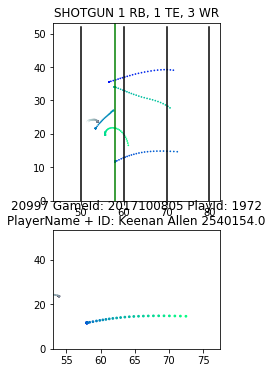 SHOTGUN 1 RB, 1 TE, 3 WR
50
40
30
20
10
0
50 60 70 80
20997 GameId: 2017100805 PlayId: 1972
PlayerName + ID: Keenan Allen 2540154.0
40
20
0
55 60 65 70 75